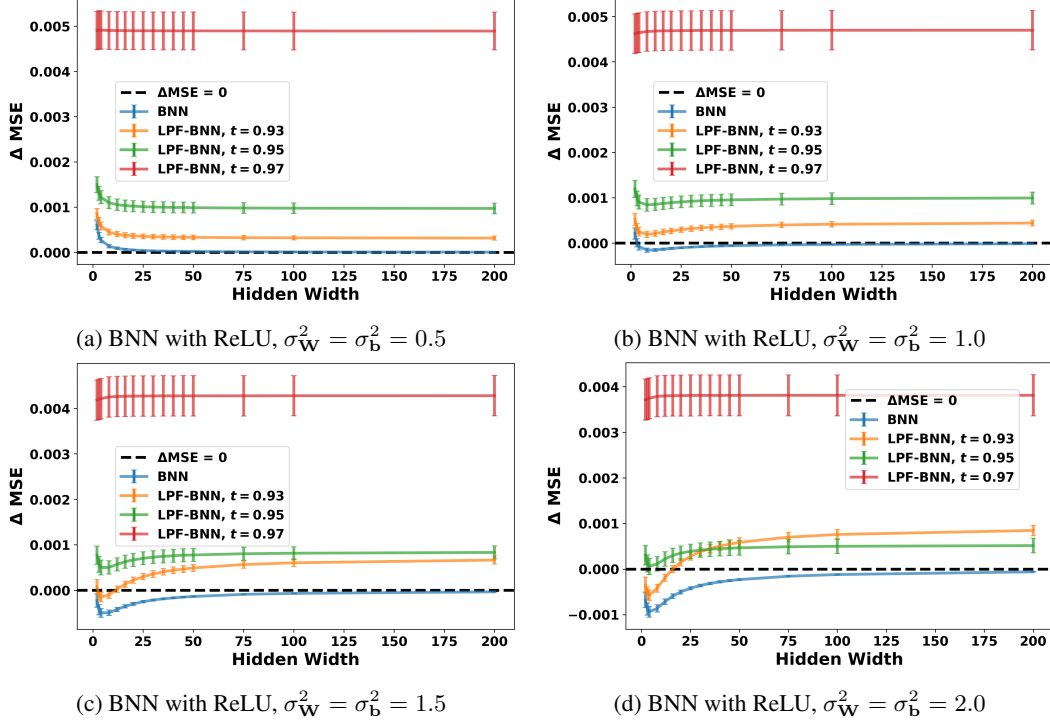 0.005
0.004
0.003
0.002
0.001
0.000
Δ MSE
ΔMSE = 0
BNN
LPF-BNN, t = 0.93
LPF-BNN, t = 0.95
LPF-BNN, t = 0.97
0 25 50 75 100 125 150 175 200
Hidden Width
(a) BNN with ReLU, σ²_W = σ²_b = 0.5
0.005
0.004
0.003
0.002
0.001
0.000
Δ MSE
ΔMSE = 0
BNN
LPF-BNN, t = 0.93
LPF-BNN, t = 0.95
LPF-BNN, t = 0.97
0 25 50 75 100 125 150 175 200
Hidden Width
(b) BNN with ReLU, σ²_W = σ²_b = 1.0
0.004
0.003
0.002
0.001
0.000
Δ MSE
ΔMSE = 0
BNN
LPF-BNN, t = 0.93
LPF-BNN, t = 0.95
LPF-BNN, t = 0.97
0 25 50 75 100 125 150 175 200
Hidden Width
(c) BNN with ReLU, σ²_W = σ²_b = 1.5
0.004
0.003
0.002
0.001
0.000
−0.001
Δ MSE
ΔMSE = 0
BNN
LPF-BNN, t = 0.93
LPF-BNN, t = 0.95
LPF-BNN, t = 0.97
0 25 50 75 100 125 150 175 200
Hidden Width
(d) BNN with ReLU, σ²_W = σ²_b = 2.0